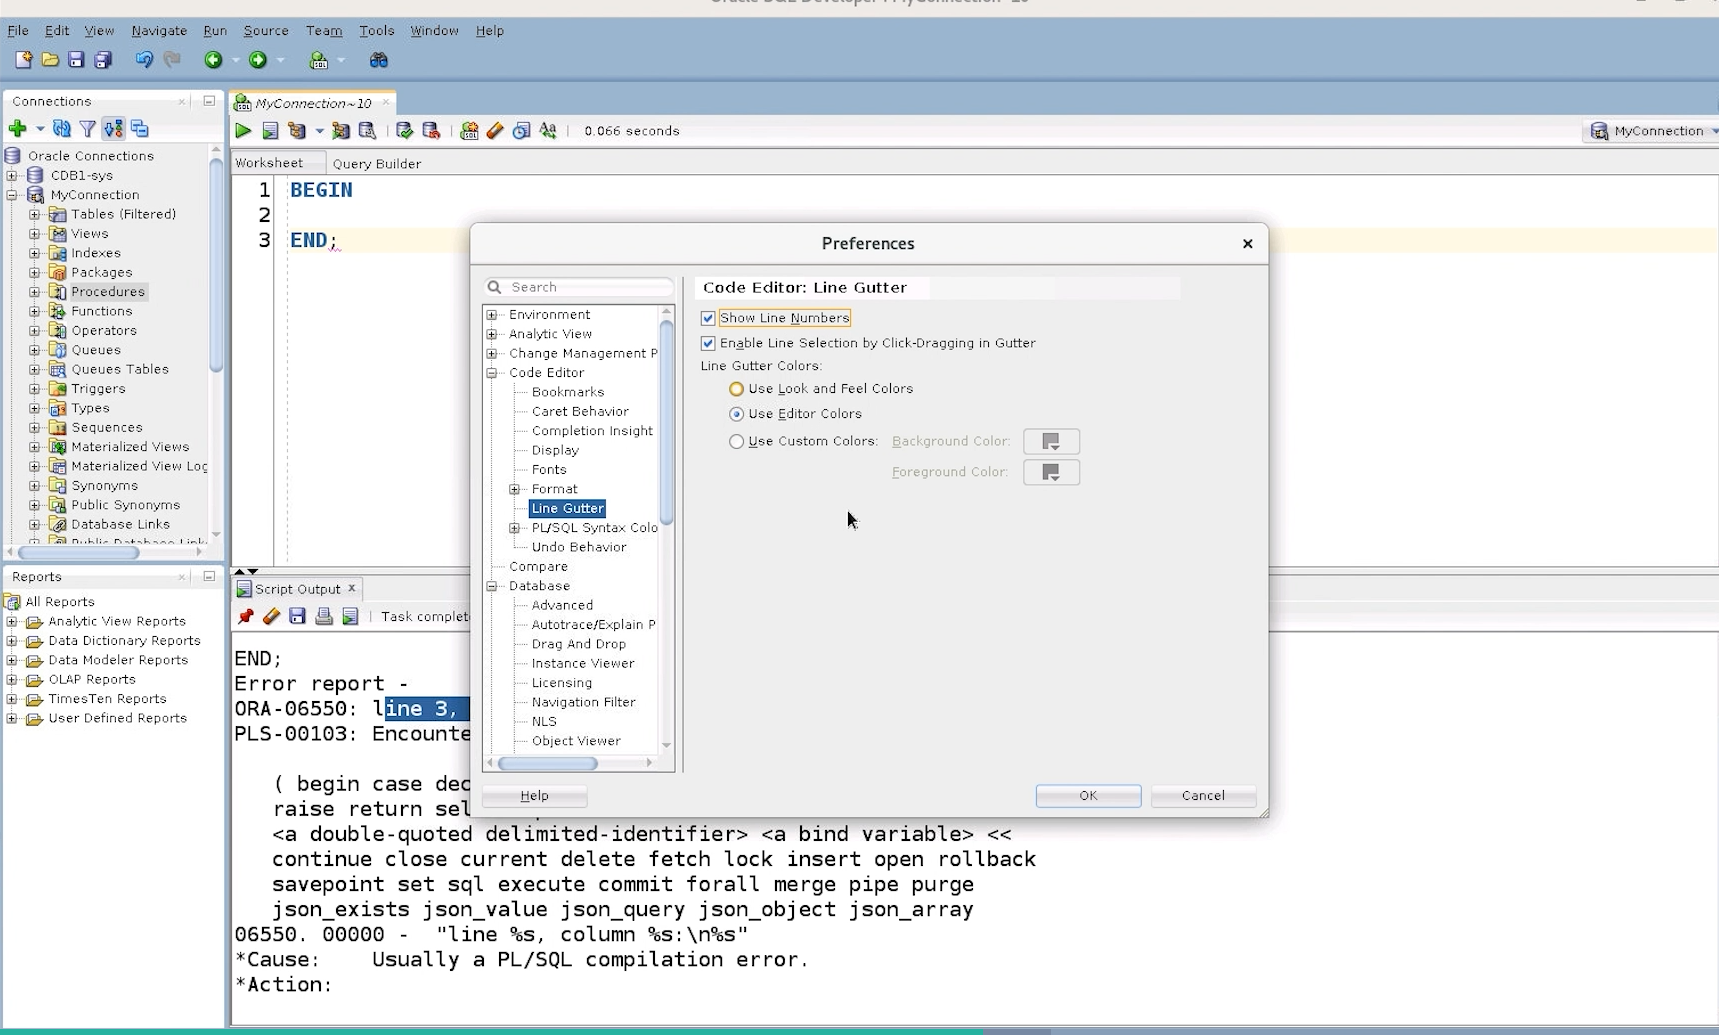 File Edit View Navigate Run Source Team Tools Window Help
Connections
Oracle Connections
CDB1-sys
MyConnection
Tables (Filtered)
Views
Indexes
Packages
Procedures
Functions
Operators
Queues
Queues Tables
Triggers
Types
Sequences
Materialized Views
Materialized View Log
Synonyms
Public Synonyms
Database Links
Reports
All Reports
Analytic View Reports
Data Dictionary Reports
Data Modeler Reports
OLAP Reports
TimesTen Reports
User Defined Reports
MyConnection~10
0.066 seconds
MyConnection
Worksheet Query Builder
1 BEGIN
2
3 END;
Preferences
Search
Environment
Analytic View
Change Management P
Code Editor
Bookmarks
Caret Behavior
Completion Insight
Display
Fonts
Format
Line Gutter
PL/SQL Syntax Colo
Undo Behavior
Compare
Database
Advanced
Autotrace/Explain P
Drag And Drop
Instance Viewer
Licensing
Navigation Filter
NLS
Object Viewer
Code Editor: Line Gutter
Show Line Numbers
Enable Line Selection by Click-Dragging in Gutter
Line Gutter Colors:
Use Look and Feel Colors
Use Editor Colors
Use Custom Colors: Background Color:
Foreground Color:
Help OK Cancel
Script Output
Task complet
END;
Error report -
ORA-06550: line 3,
PLS-00103: Encounte
( begin case dec
raise return sel
<a double-quoted delimited-identifier> <a bind variable> <<
continue close current delete fetch lock insert open rollback
savepoint set sql execute commit forall merge pipe purge
json_exists json_value json_query json_object json_array
06550. 00000 - "line %s, column %s:\n%s"
*Cause: Usually a PL/SQL compilation error.
*Action: